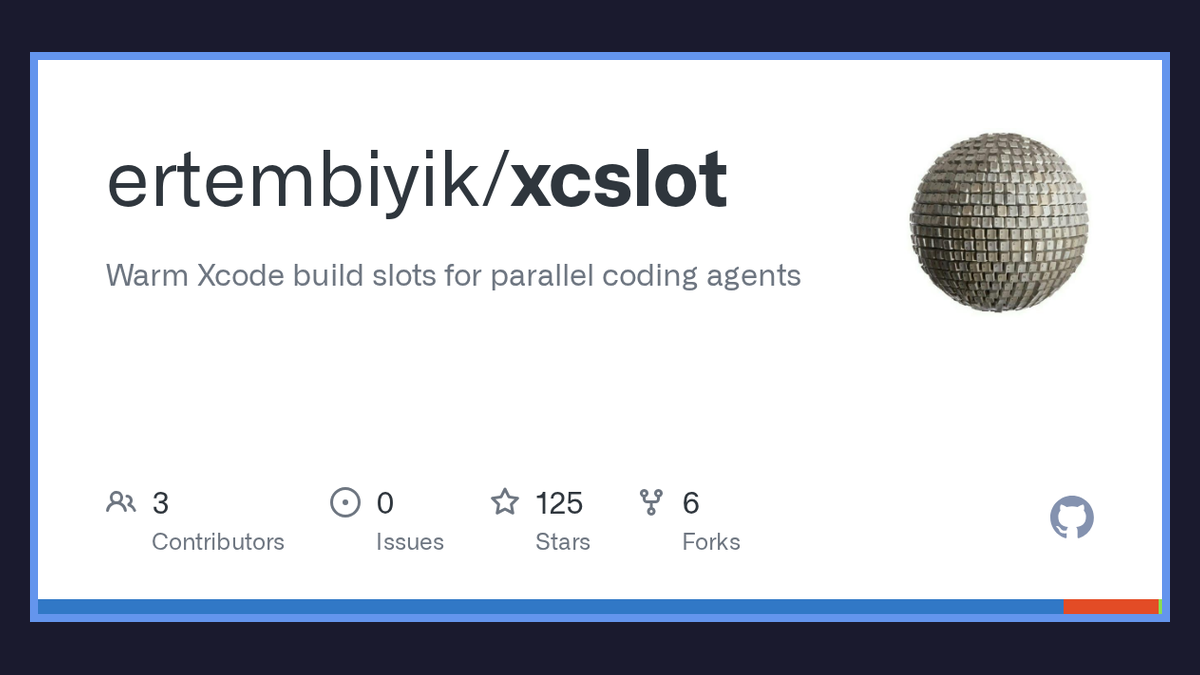 ertembiyik/xcslot
Warm Xcode build slots for parallel coding agents
3
Contributors
0
Issues
125
Stars
6
Forks